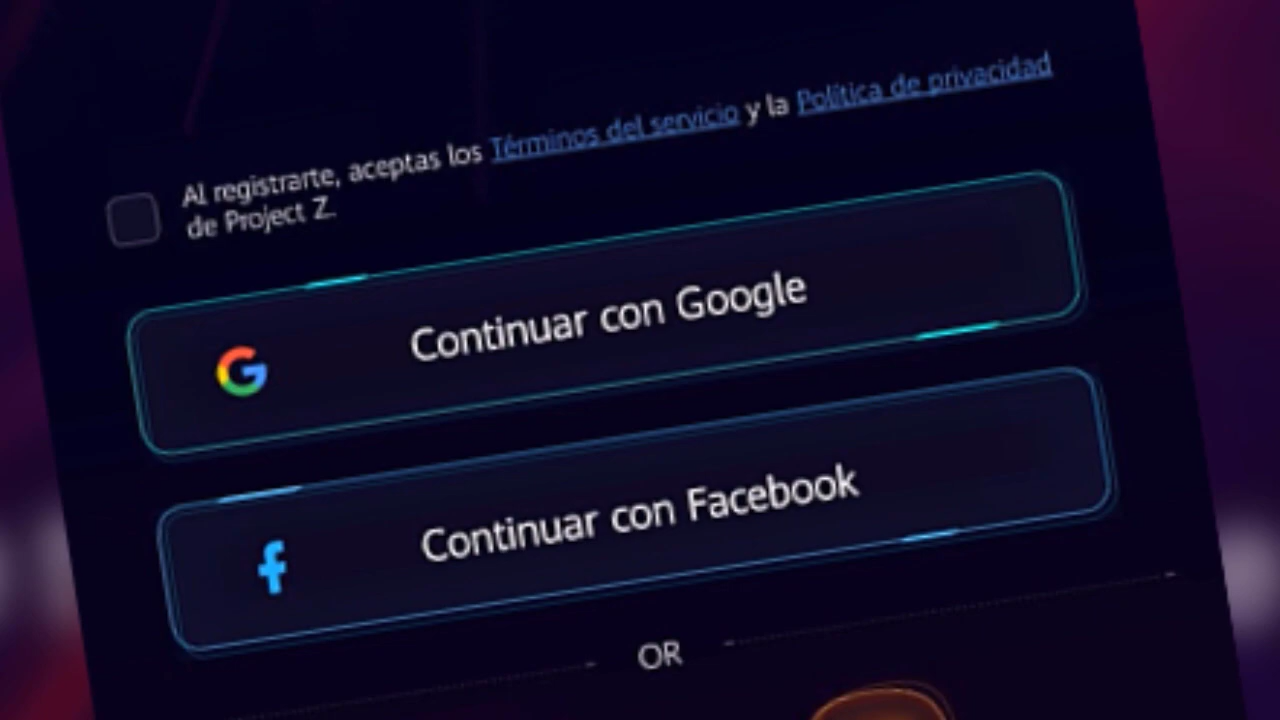 Al registrarte, aceptas los Términos del servicio y la Política de privacidad
de Project Z.
Continuar con Google
Continuar con Facebook
OR